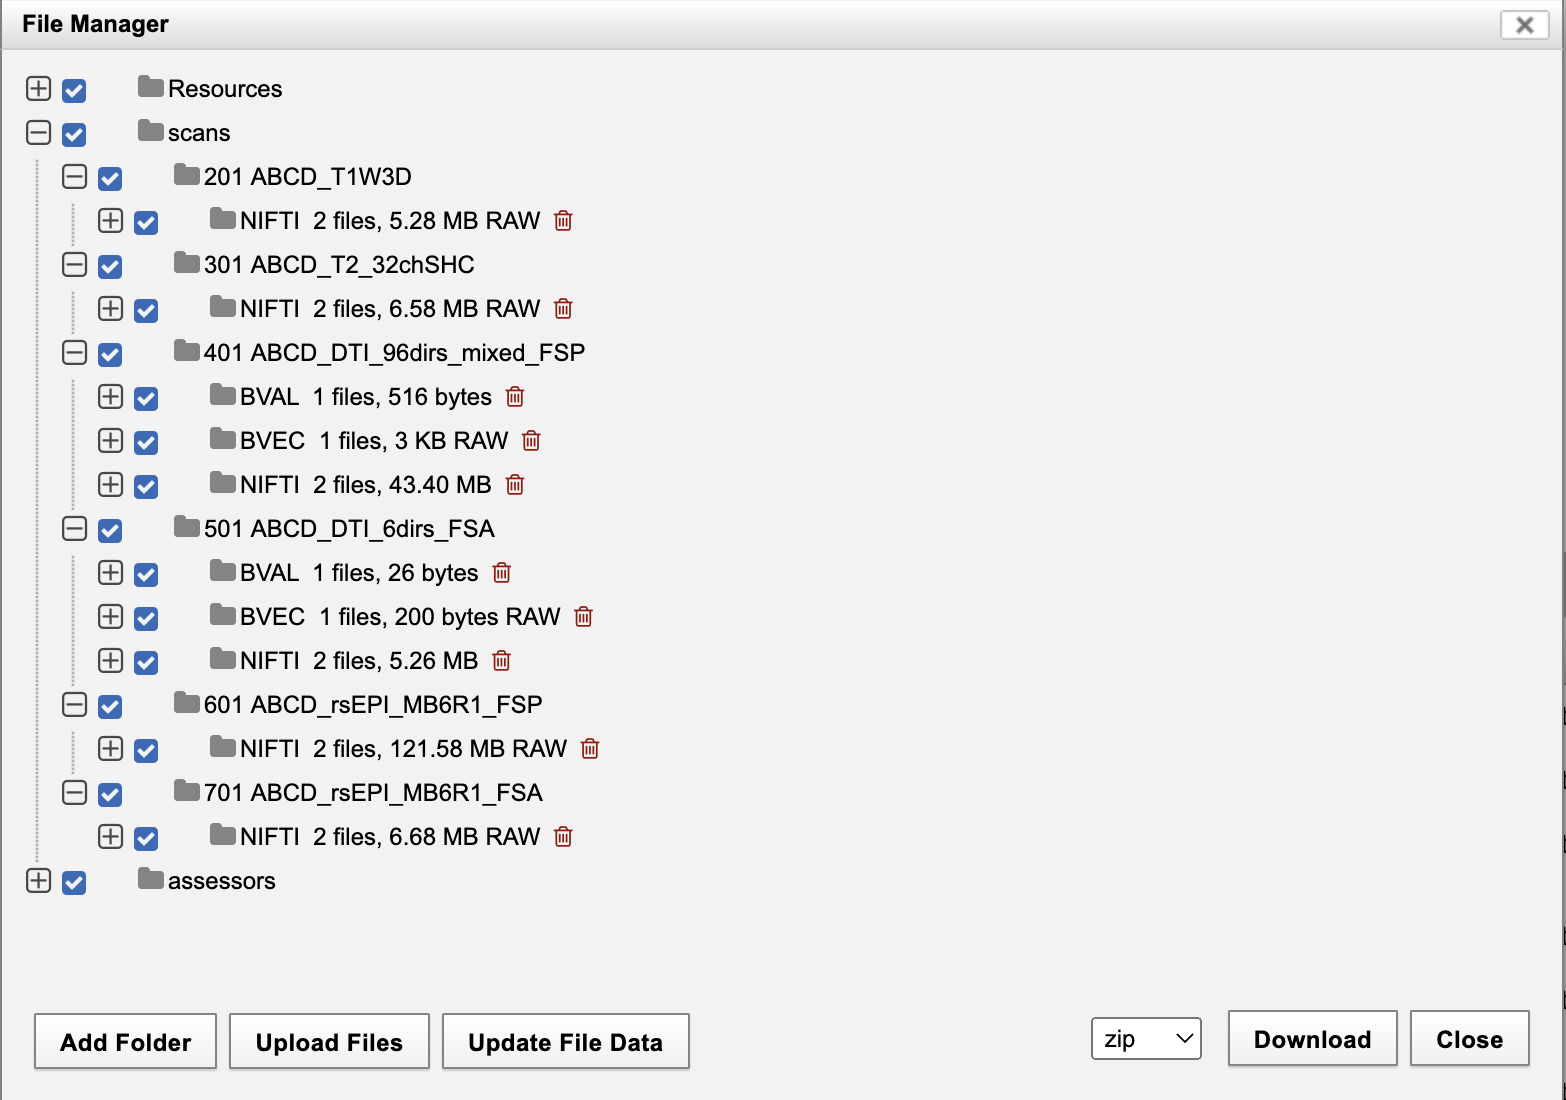 File Manager
Resources
scans
201 ABCD_T1W3D
NIFTI 2 files, 5.28 MB RAW
301 ABCD_T2_32chSHC
NIFTI 2 files, 6.58 MB RAW
401 ABCD_DTI_96dirs_mixed_FSP
BVAL 1 files, 516 bytes
BVEC 1 files, 3 KB RAW
NIFTI 2 files, 43.40 MB
501 ABCD_DTI_6dirs_FSA
BVAL 1 files, 26 bytes
BVEC 1 files, 200 bytes RAW
NIFTI 2 files, 5.26 MB
601 ABCD_rsEPI_MB6R1_FSP
NIFTI 2 files, 121.58 MB RAW
701 ABCD_rsEPI_MB6R1_FSA
NIFTI 2 files, 6.68 MB RAW
assessors
Add Folder Upload Files Update File Data zip Download Close